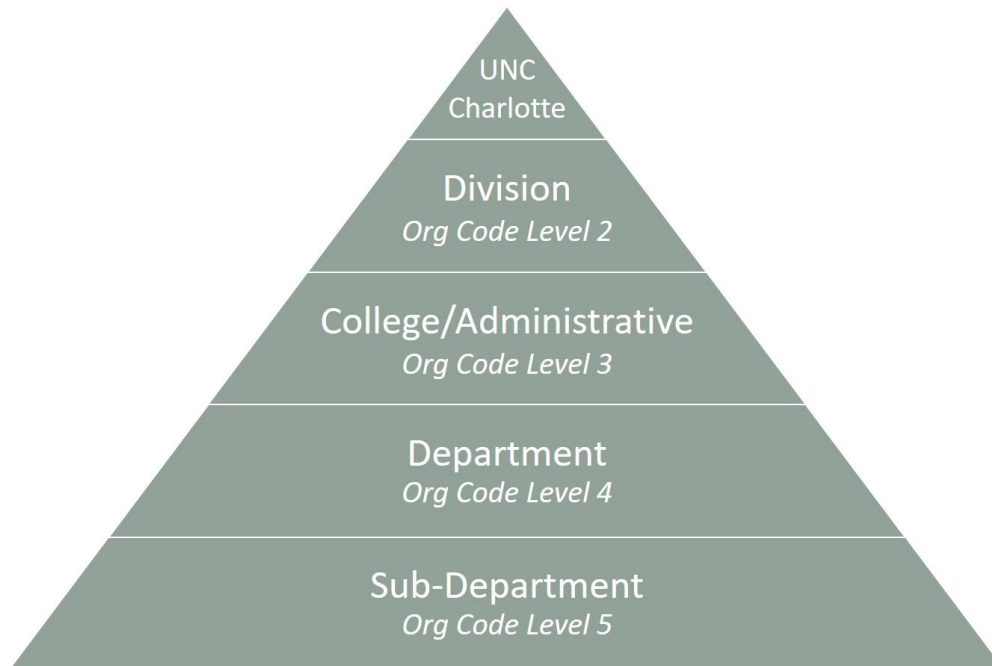 UNC
Charlotte
Division
Org Code Level 2
College/Administrative
Org Code Level 3
Department
Org Code Level 4
Sub-Department
Org Code Level 5